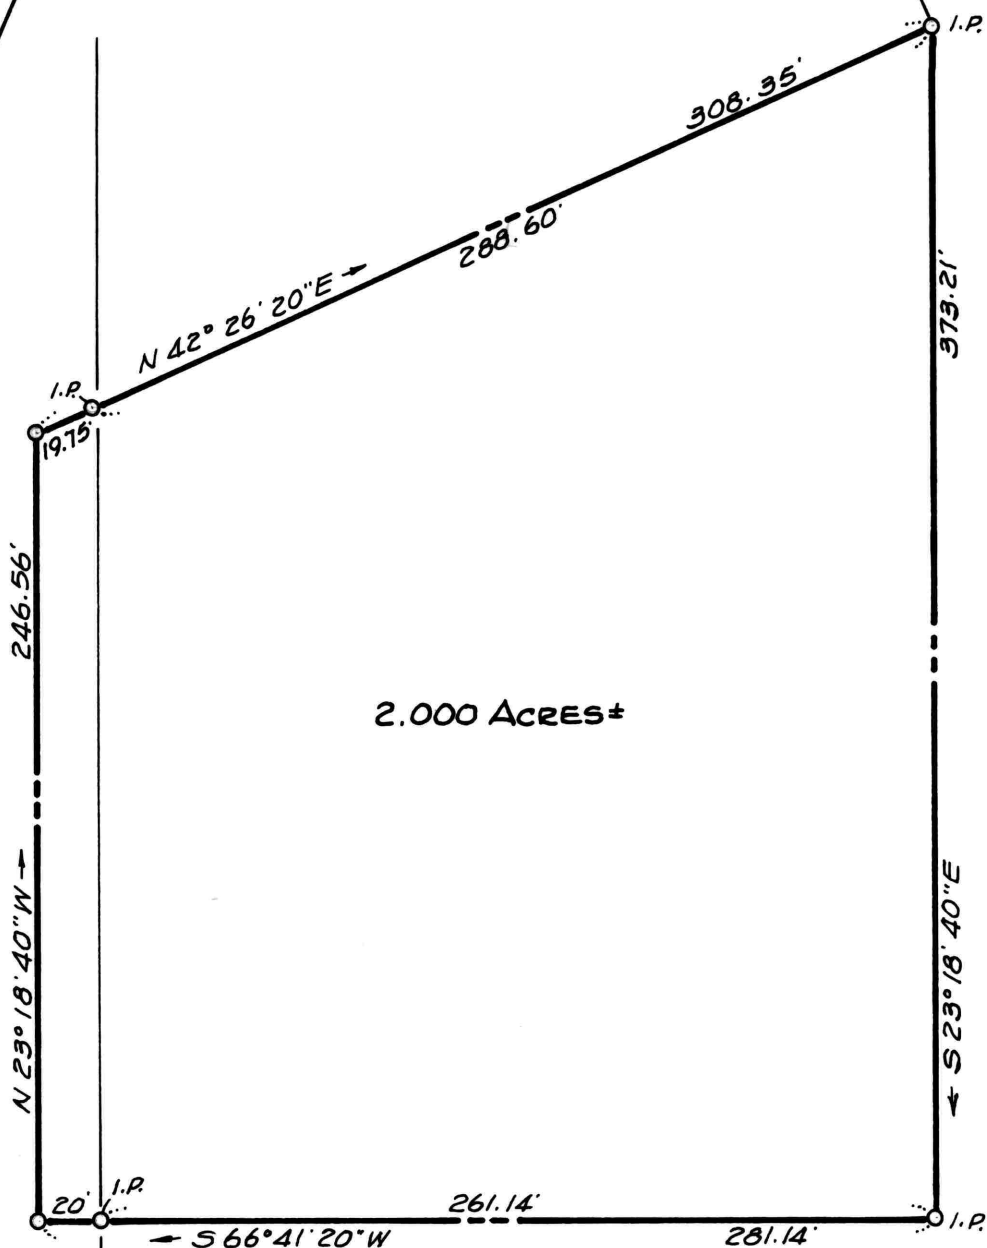 I.P.
308.35'
288.60'
N 42° 26' 20" E
373.21'
I.P.
19.75'
246.56'
2.000 ACRES±
N 23° 18' 40" W
S 23° 18' 40" E
I.P.
20'
261.14'
I.P.
S 66° 41' 20" W
281.14'